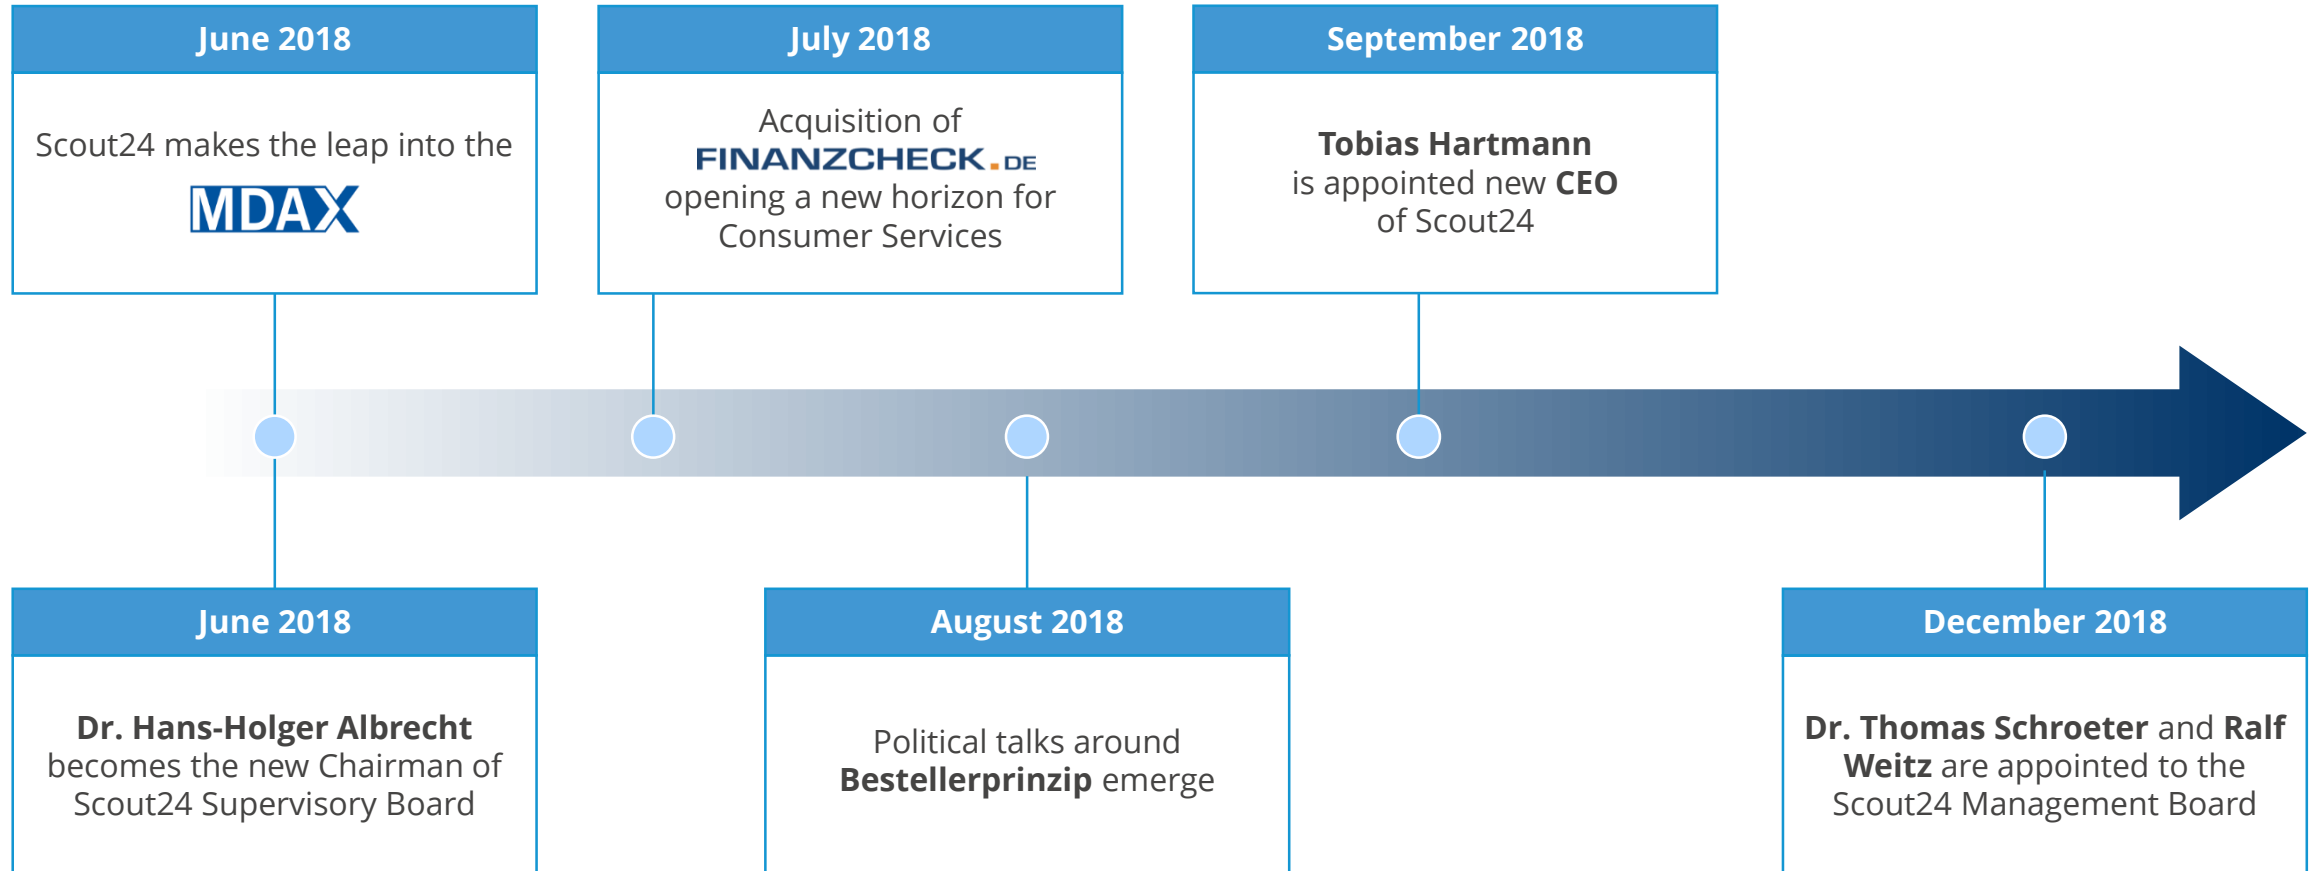 June 2018
Scout24 makes the leap into the
MDAX
July 2018
Acquisition of
FINANZCHECK.DE
opening a new horizon for
Consumer Services
September 2018
Tobias Hartmann
is appointed new CEO
of Scout24
June 2018
Dr. Hans-Holger Albrecht
becomes the new Chairman of
Scout24 Supervisory Board
August 2018
Political talks around
Bestellerprinzip emerge
December 2018
Dr. Thomas Schroeter and Ralf
Weitz are appointed to the
Scout24 Management Board